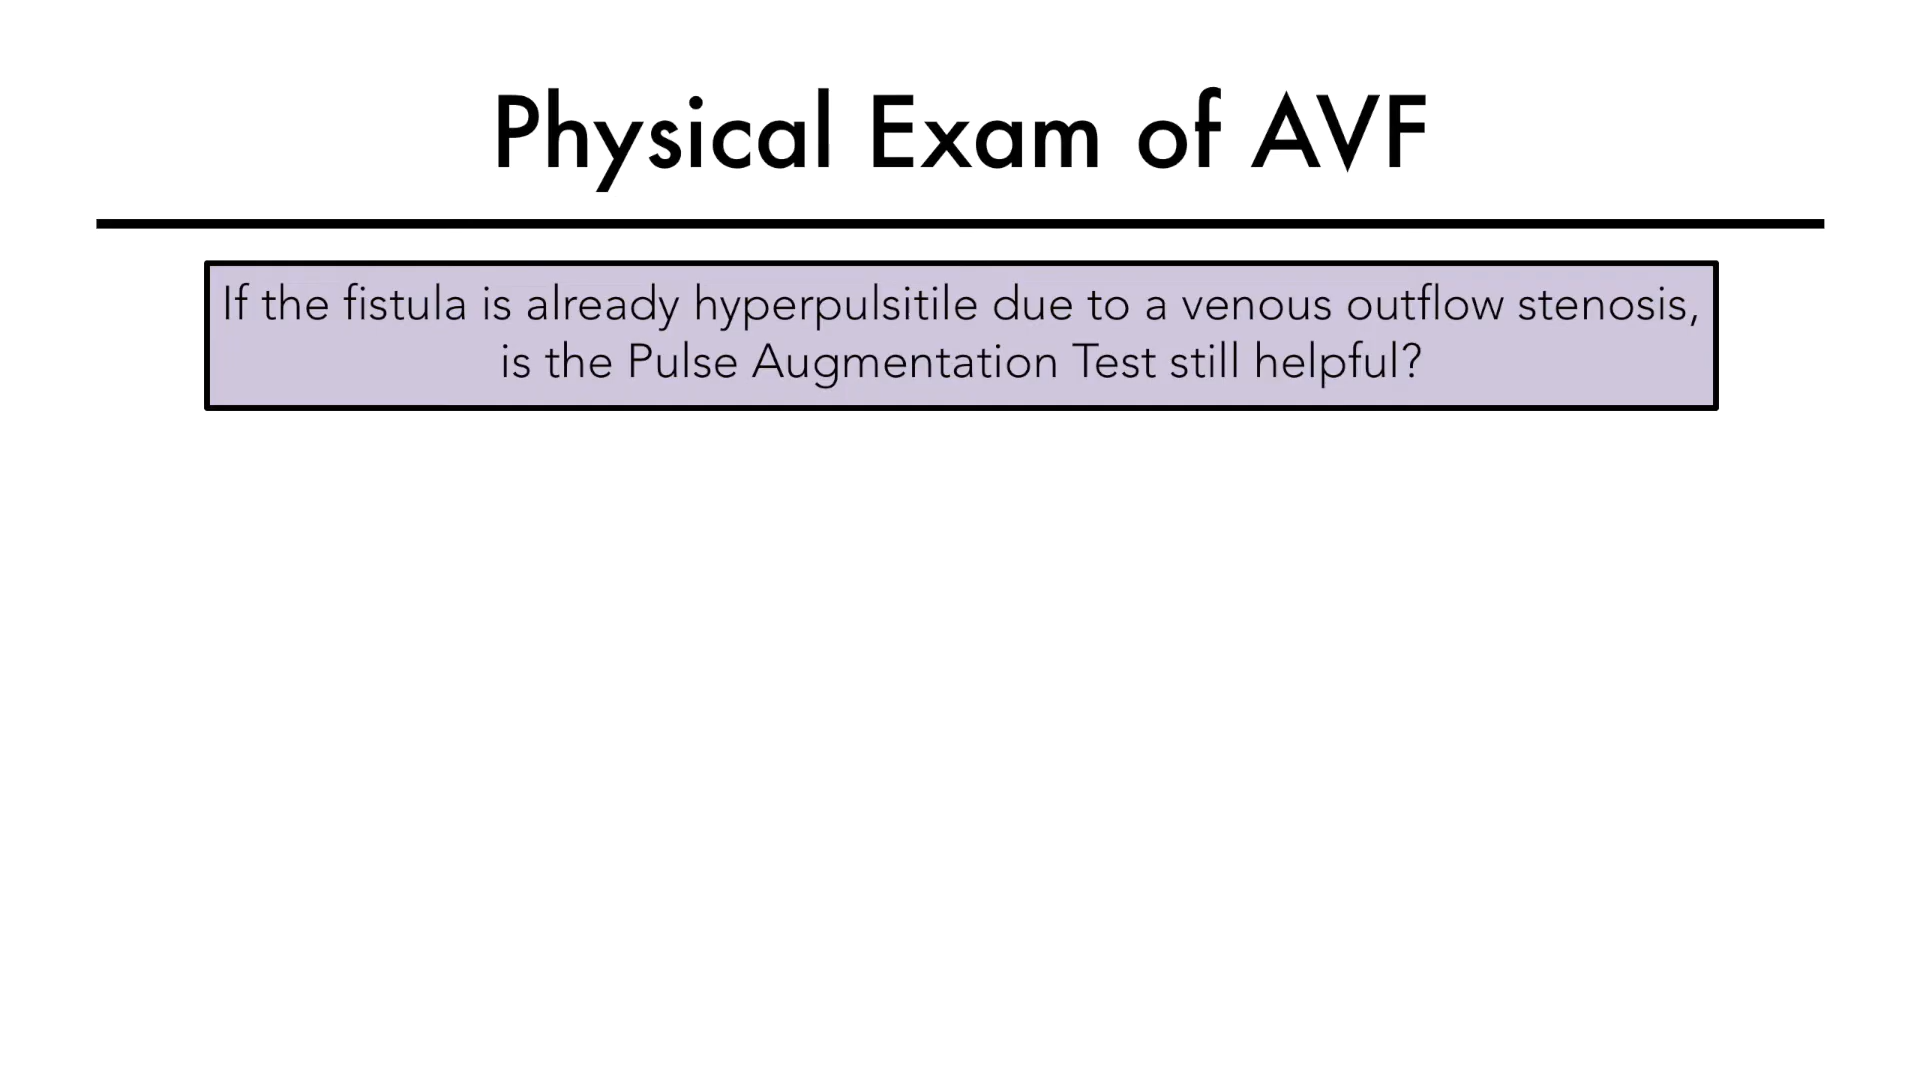 Physical Exam of AVF
If the fistula is already hyperpulsitile due to a venous outflow stenosis,
is the Pulse Augmentation Test still helpful?